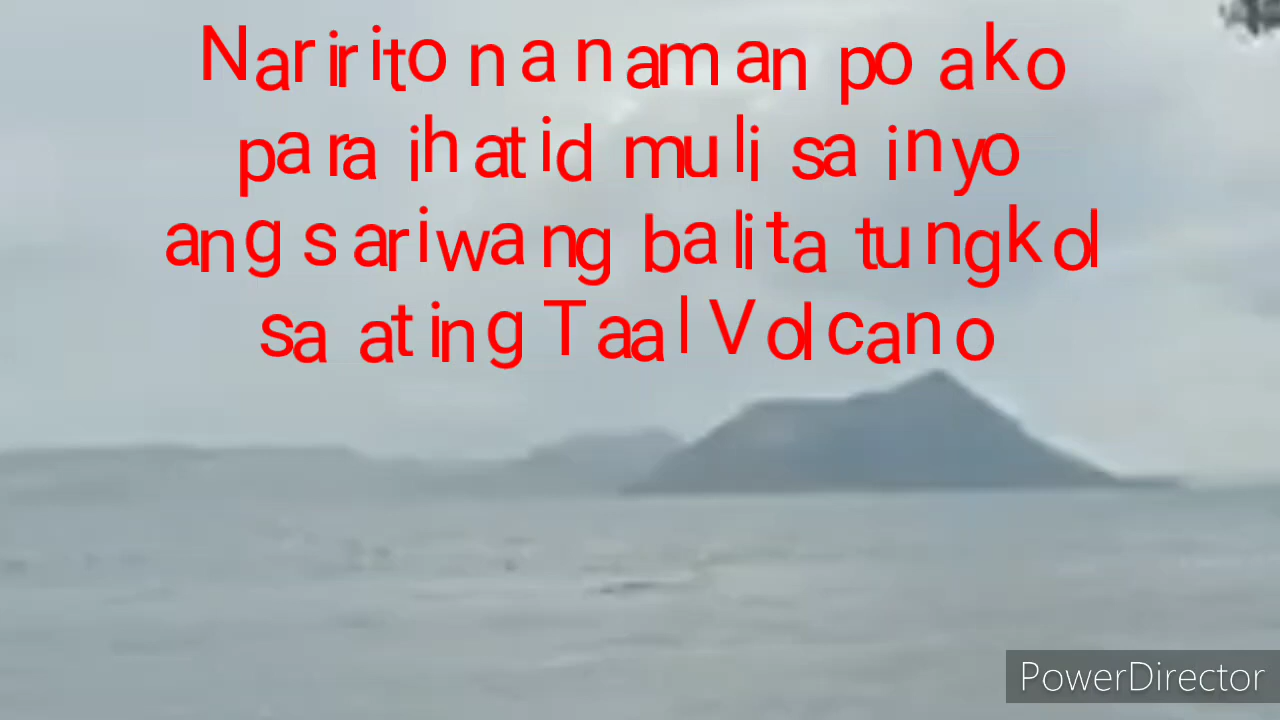 Naririto na naman po ako
para ihatid muli sa inyo
ang sariwang balita tungkol
sa ating Taal Volcano
PowerDirector